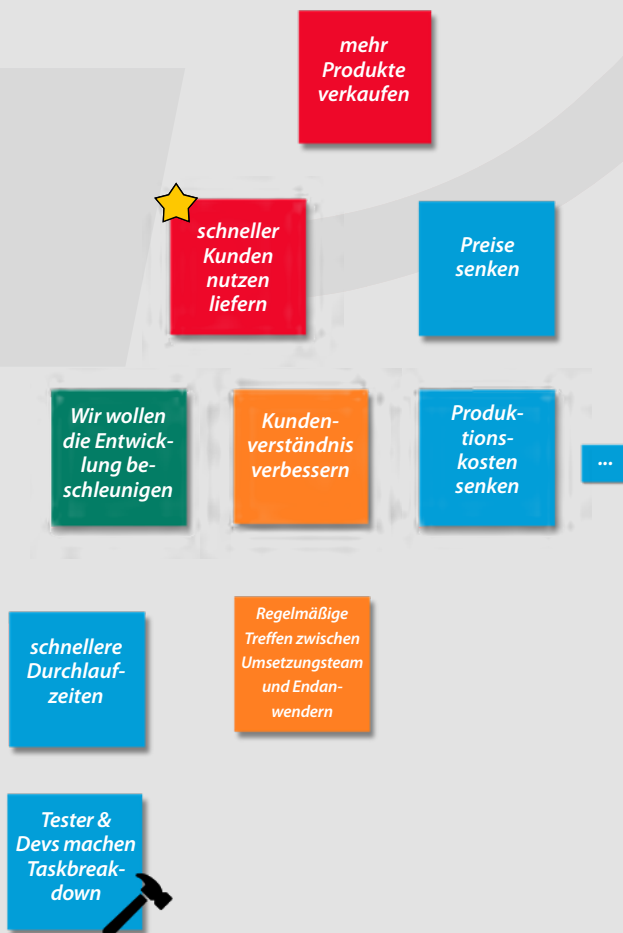 mehr
Produkte
verkaufen
schneller
Kunden
nutzen
liefern
Preise
senken
Wir wollen
die Entwick-
lung be-
schleunigen
Kunden-
verständnis
verbessern
Produk-
tions-
kosten
senken
...
schnellere
Durchlauf-
zeiten
Regelmäßige
Treffen zwischen
Umsetzungsteam
und Endan-
wendern
Tester &
Devs machen
Taskbreak-
down